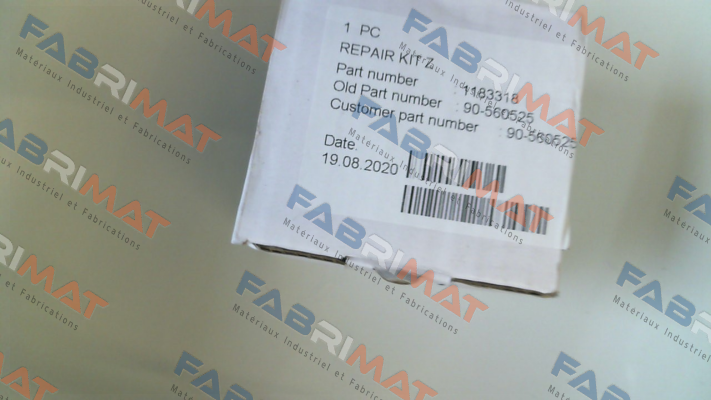 1 PC
REPAIR KIT Z
Part number : 1183318
Old Part number : 90-560525
Customer part number : 90-560525
Date:
19.08.2020
FABRIMAT
Matériaux Industriel et Fabrications